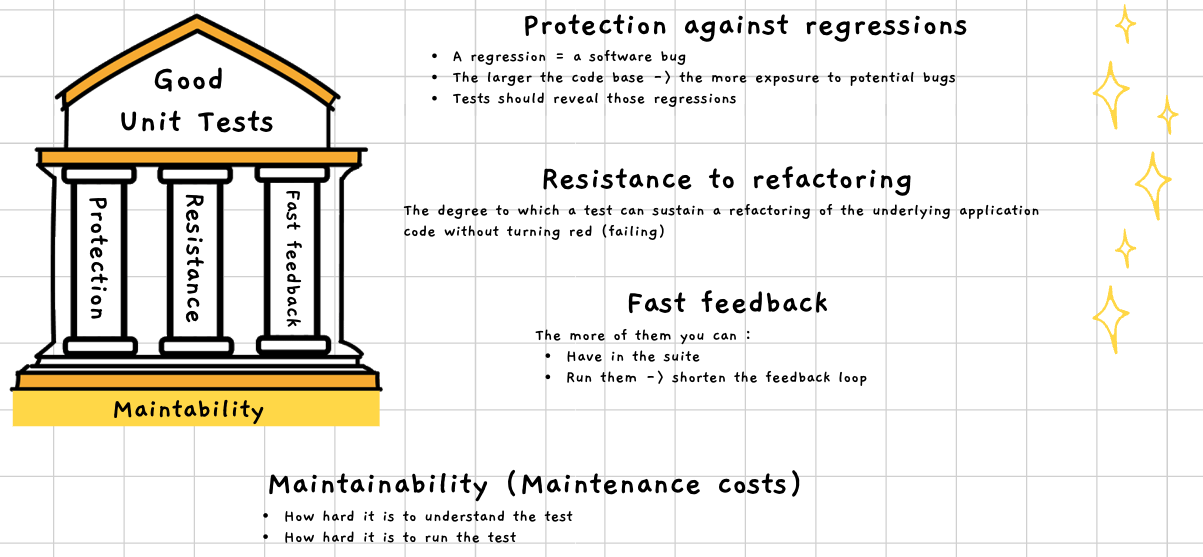 Good
Unit Tests
Protection
Resistance
Fast feedback
Maintability
Protection against regressions
• A regression = a software bug
• The larger the code base -> the more exposure to potential bugs
• Tests should reveal those regressions
Resistance to refactoring
The degree to which a test can sustain a refactoring of the underlying application
code without turning red (failing)
Fast feedback
The more of them you can :
• Have in the suite
• Run them -> shorten the feedback loop
Maintainability (Maintenance costs)
• How hard it is to understand the test
• How hard it is to run the test